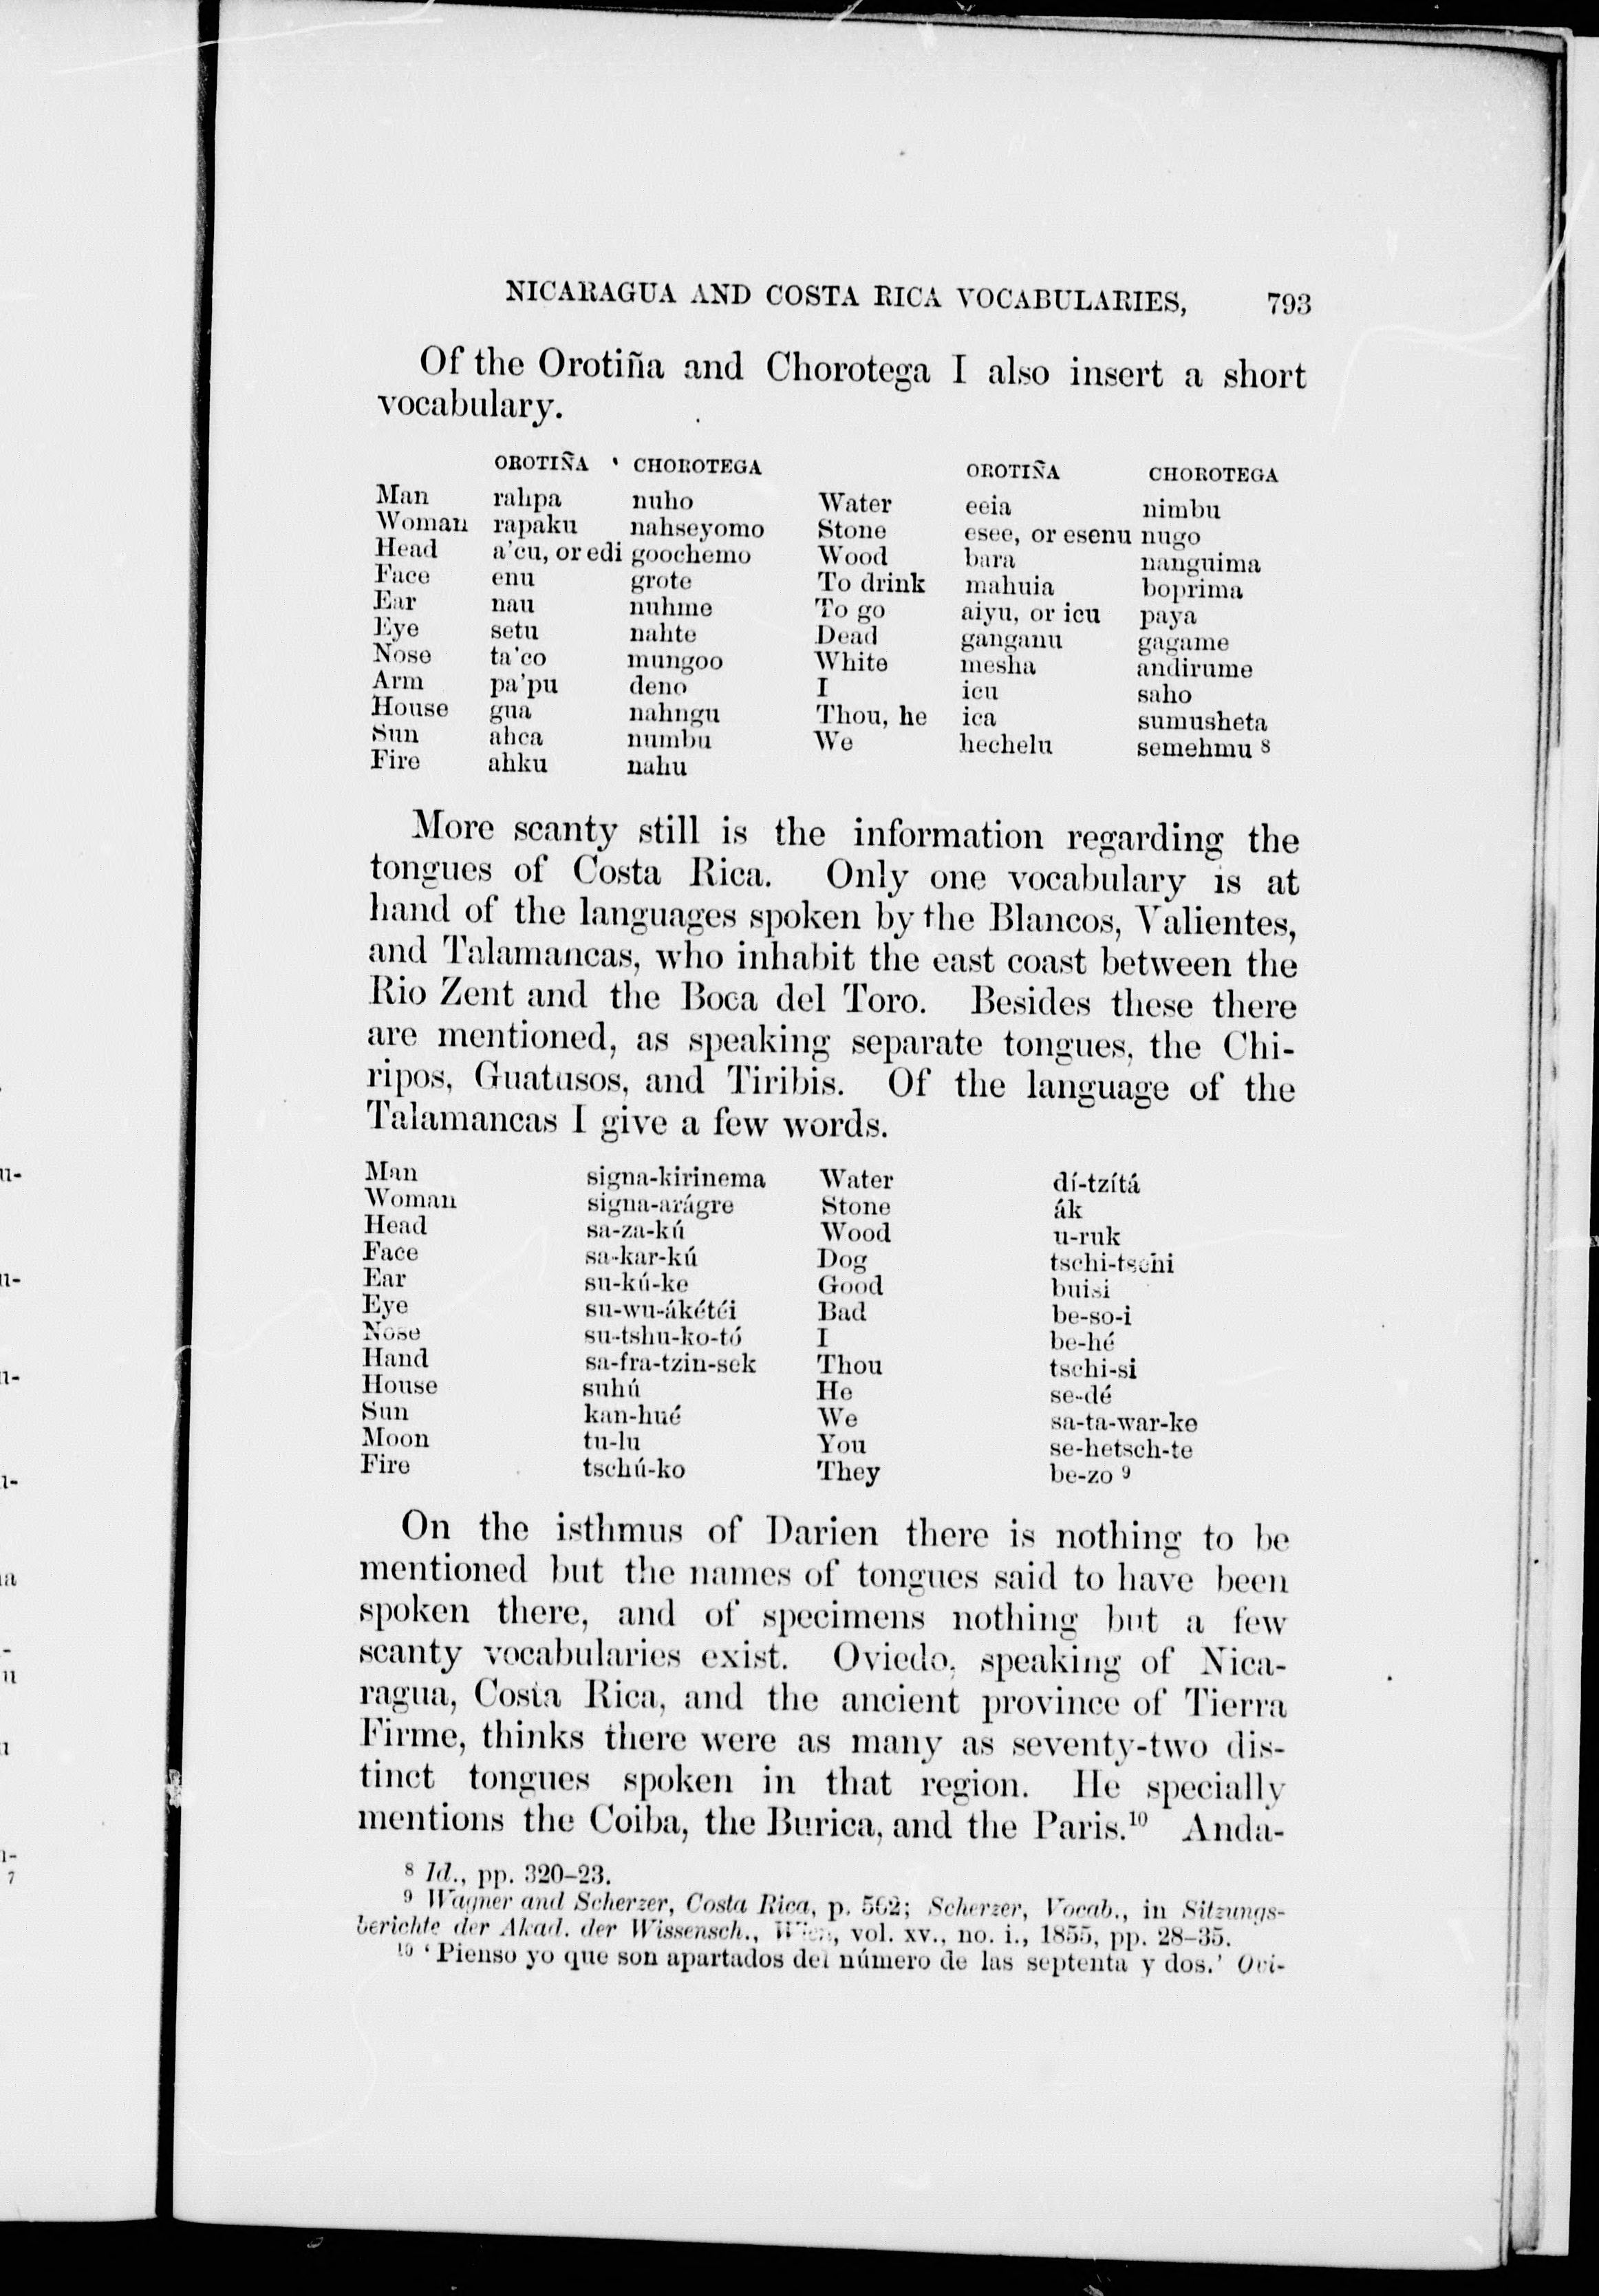 NICARAGUA AND COSTA RICA VOCABULARIES, 793
Of the Orotiña and Chorotega I also insert a short
vocabulary.
OROTIÑA CHOROTEGA OROTIÑA CHOROTEGA
Man rahpa nuho Water eeia nimbu
Woman rapaku nahseyomo Stone esee, or esenu nugo
Head a'cu, or edi goochemo Wood bara nanguima
Face enu grote To drink mahuia boprima
Ear nau nuhme To go aiyu, or icu paya
Eye setu nahte Dead ganganu gagame
Nose ta'co mungoo White mesha andirume
Arm pa'pu deno I icu saho
House gua nahngu Thou, he ica sumusheta
Sun ahca numbu We hechelu semehmu 8
Fire ahku nahu
More scanty still is the information regarding the
tongues of Costa Rica. Only one vocabulary is at
hand of the languages spoken by the Blancos, Valientes,
and Talamancas, who inhabit the east coast between the
Rio Zent and the Boca del Toro. Besides these there
are mentioned, as speaking separate tongues, the Chi-
ripos, Guatusos, and Tiribis. Of the language of the
Talamancas I give a few words.
Man signa-kirinema Water dí-tzítá
Woman signa-arágre Stone ák
Head sa-za-kú Wood u-ruk
Face sa-kar-kú Dog tschi-tschi
Ear su-kú-ke Good buisi
Eye su-wu-ákétéi Bad be-so-i
Nose su-tshu-ko-tó I be-hé
Hand sa-fra-tzin-sek Thou tschi-si
House suhú He se-dé
Sun kan-hué We sa-ta-war-ke
Moon tu-lu You se-hetsch-te
Fire tschú-ko They be-zo 9
On the isthmus of Darien there is nothing to be
mentioned but the names of tongues said to have been
spoken there, and of specimens nothing but a few
scanty vocabularies exist. Oviedo, speaking of Nica-
ragua, Costa Rica, and the ancient province of Tierra
Firme, thinks there were as many as seventy-two dis-
tinct tongues spoken in that region. He specially
mentions the Coiba, the Burica, and the Paris.10 Anda-
8 Id., pp. 320-23.
9 Wagner and Scherzer, Costa Rica, p. 562; Scherzer, Vocab., in Sitzungs-
berichte der Akad. der Wissensch., Wien, vol. xv., no. i., 1855, pp. 28-35.
10 'Pienso yo que son apartados del número de las septenta y dos.' Ovi-